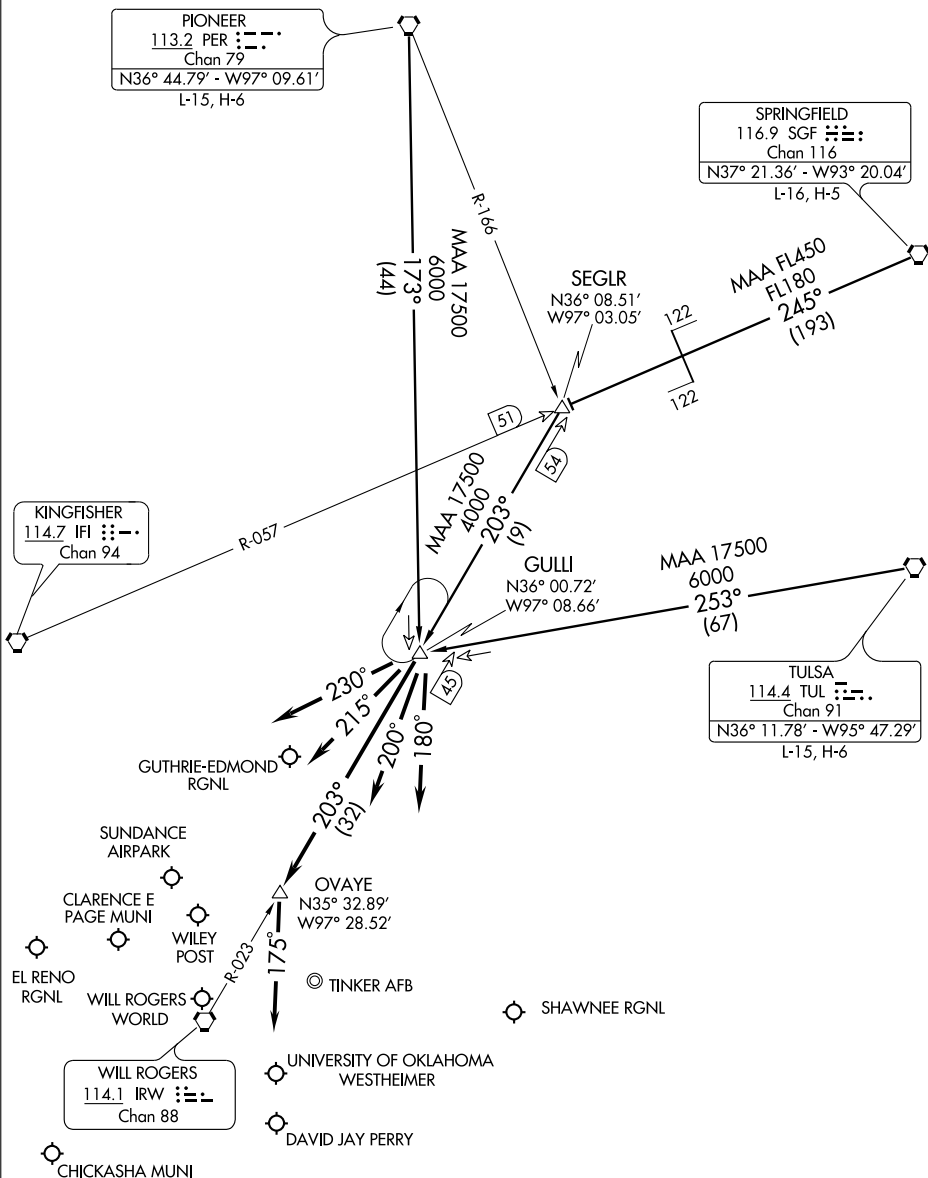 PIONEER
113.2 PER
Chan 79
N36° 44.79' - W97° 09.61'
L-15, H-6
SPRINGFIELD
116.9 SGF
Chan 116
N37° 21.36' - W93° 20.04'
L-16, H-5
R-166
MAA 17500
6000
173°
(44)
MAA FL450
FL180
245°
(193)
SEGLR
N36° 08.51'
W97° 03.05'
122
122
51
54
KINGFISHER
114.7 IFI
Chan 94
R-057
MAA 17500
4000
203°
(9)
GULLI
N36° 00.72'
W97° 08.66'
MAA 17500
6000
253°
(67)
TULSA
114.4 TUL
Chan 91
N36° 11.78' - W95° 47.29'
L-15, H-6
45
230°
215°
200°
180°
203°
(32)
GUTHRIE-EDMOND
RGNL
SUNDANCE
AIRPARK
CLARENCE E
PAGE MUNI
WILEY
POST
EL RENO
RGNL
OVAYE
N35° 32.89'
W97° 28.52'
R-023
175°
TINKER AFB
WILL ROGERS
WORLD
SHAWNEE RGNL
WILL ROGERS
114.1 IRW
Chan 88
UNIVERSITY OF OKLAHOMA
WESTHEIMER
DAVID JAY PERRY
CHICKASHA MUNI